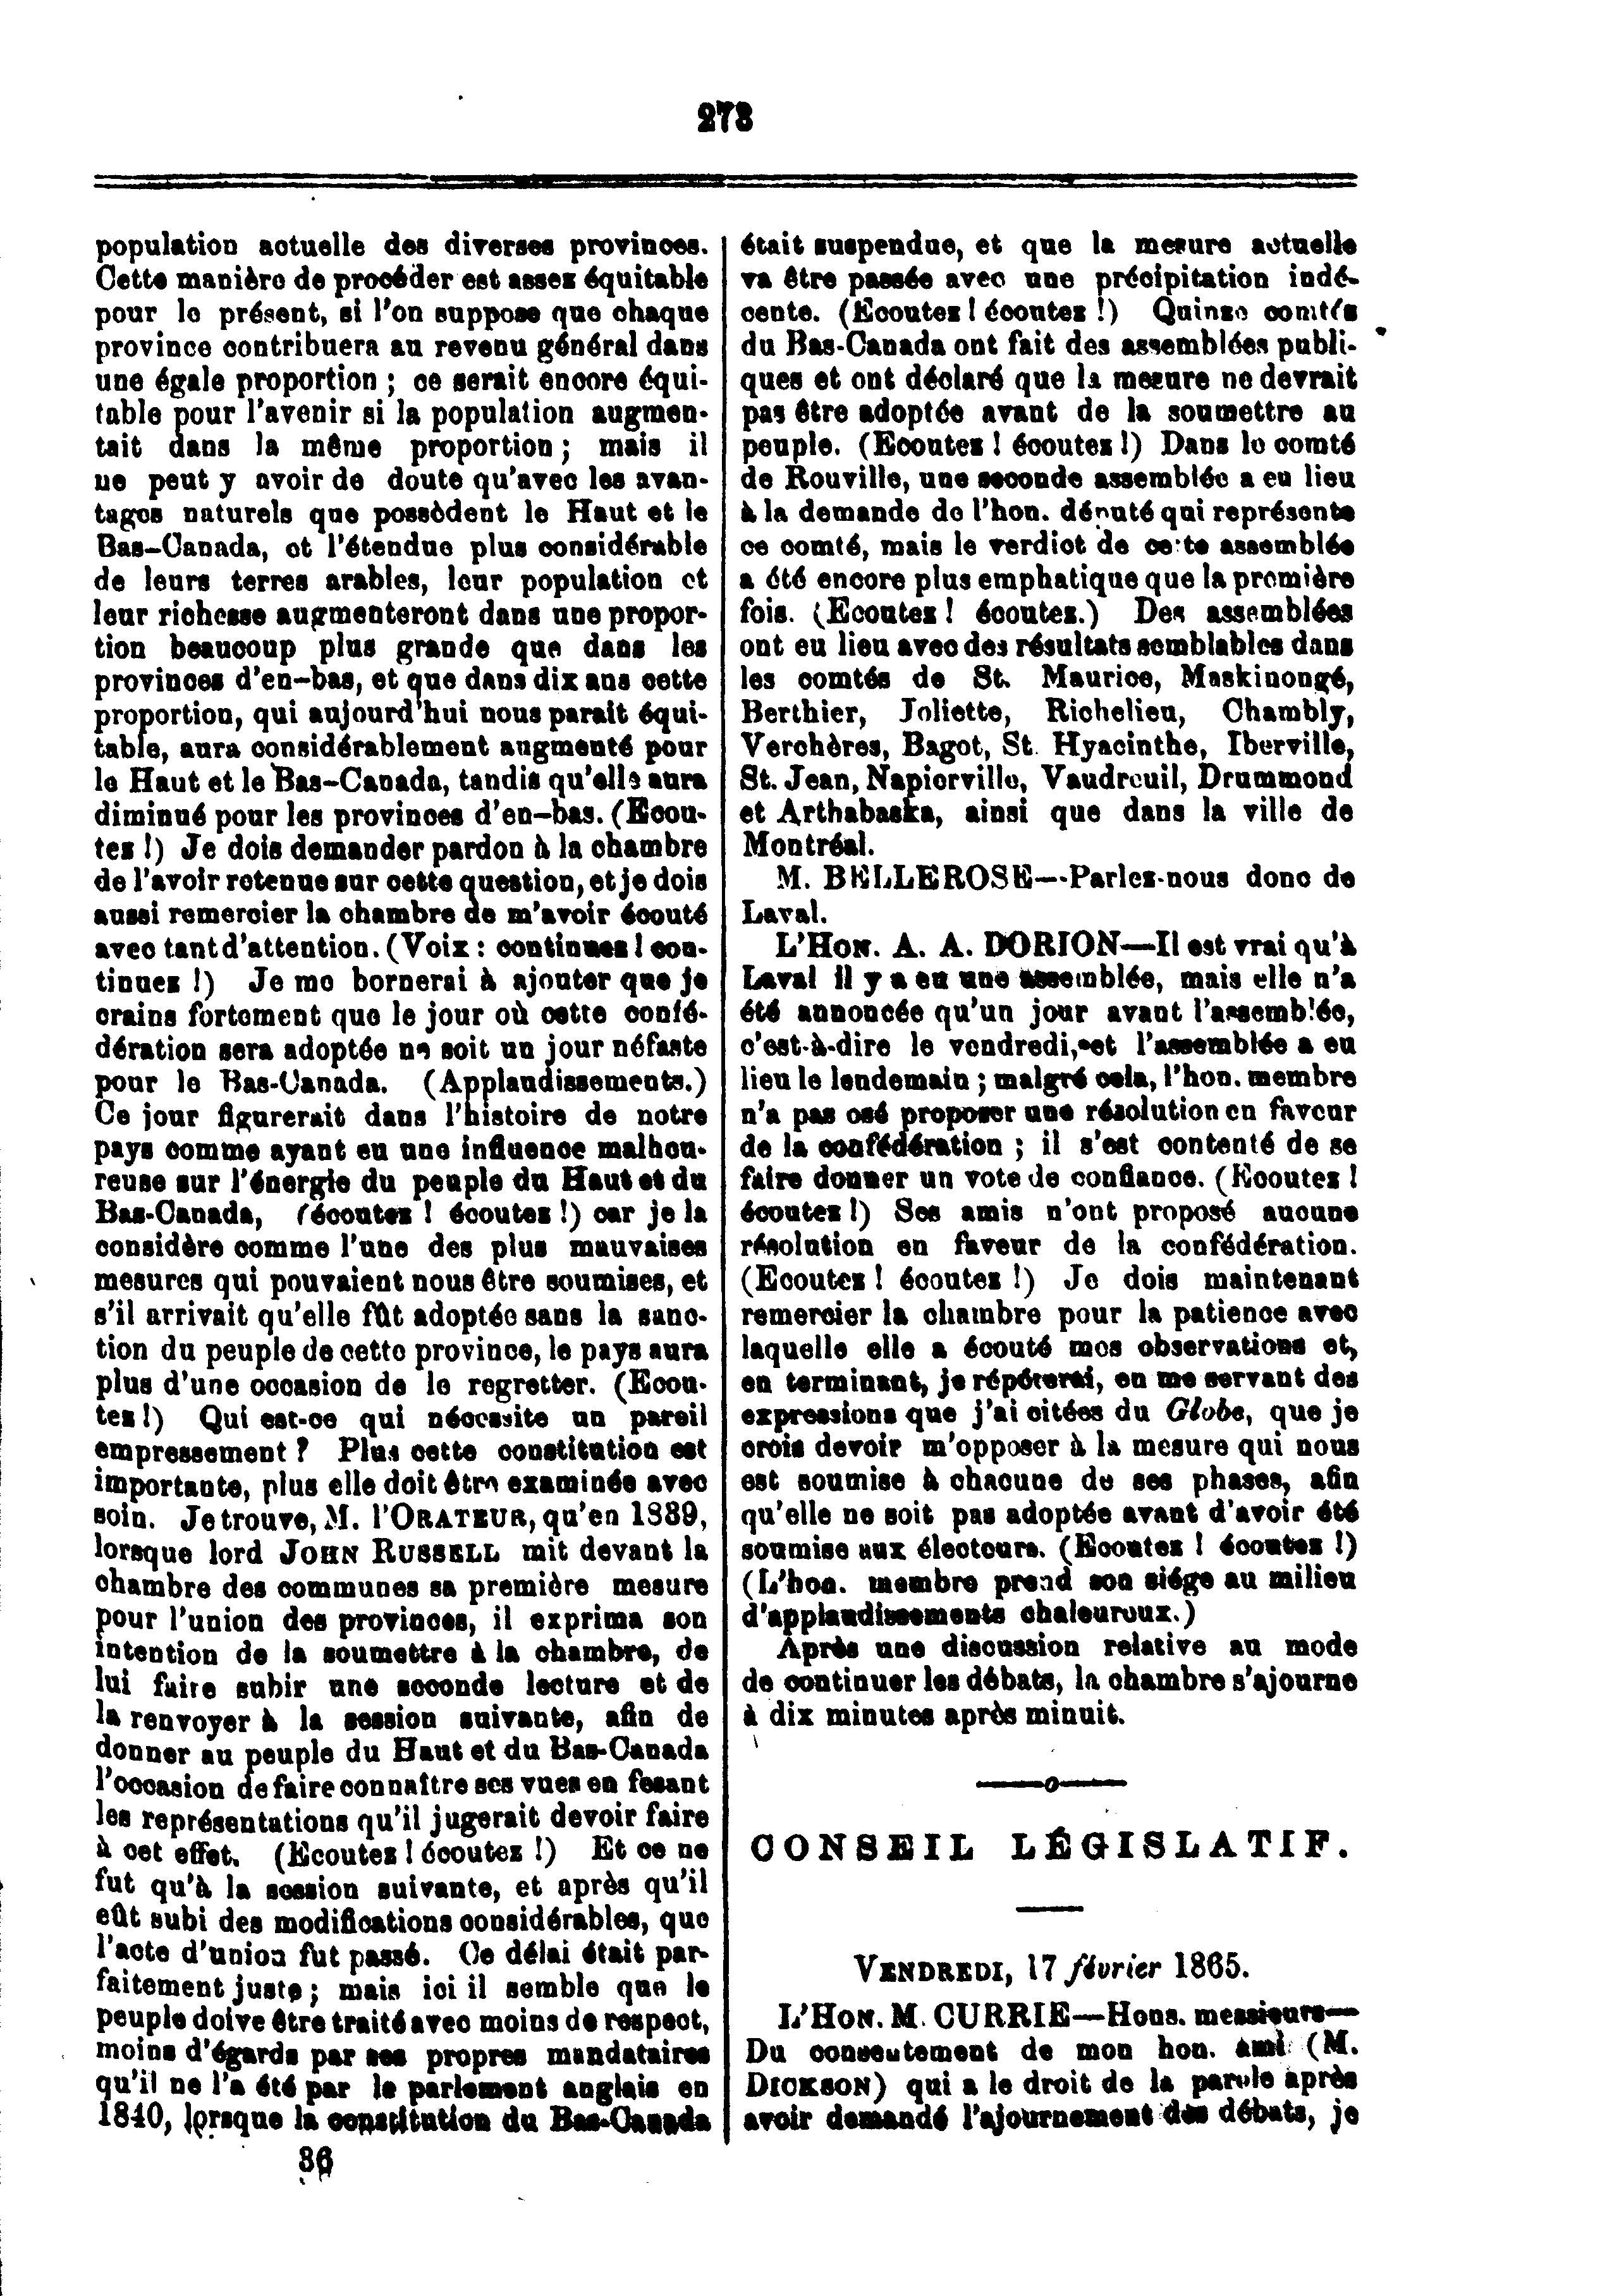 273
population actuelle des diverses provinces.
Cette manière de procéder est assez équitable
pour le présent, si l'on suppose que chaque
province contribuera au revenu général dans
une égale proportion ; ce serait encore équi-
table pour l'avenir si la population augmen-
tait dans la même proportion ; mais il
ne peut y avoir de doute qu'avec les avan-
tages naturels que possèdent le Haut et le
Bas-Canada, et l'étendue plus considérable
de leurs terres arables, leur population et
leur richesse augmenteront dans une propor-
tion beaucoup plus grande que dans les
provinces d'en-bas, et que dans dix ans cette
proportion, qui aujourd'hui nous parait équi-
table, aura considérablement augmenté pour
le Haut et le Bas-Canada, tandis qu'elle aura
diminué pour les provinces d'en-bas. (Ecou-
tez !) Je dois demander pardon à la chambre
de l'avoir retenue sur cette question, et je dois
aussi remercier la chambre de m'avoir écouté
avec tant d'attention. (Voix : continuez ! con-
tinuez !) Je me bornerai à ajouter que je
crains fortement que le jour où cette confé-
dération sera adoptée ne soit un jour néfaste
pour le Bas-Canada. (Applaudissements.)
Ce jour figurerait dans l'histoire de notre
pays comme ayant eu une influence malheu-
reuse sur l'énergie du peuple du Haut et du
Bas-Canada, (écoutez ! écoutez !) car je la
considère comme l'une des plus mauvaises
mesures qui pouvaient nous être soumises, et
s'il arrivait qu'elle fût adoptée sans la sanc-
tion du peuple de cette province, le pays aura
plus d'une occasion de le regretter. (Ecou-
tez !) Qui est-ce qui nécessite un pareil
empressement ? Plus cette constitution est
importante, plus elle doit être examinée avec
soin. Je trouve, M. l'ORATEUR, qu'en 1839,
lorsque lord JOHN RUSSELL mit devant la
chambre des communes sa première mesure
pour l'union des provinces, il exprima son
intention de la soumettre à la chambre, de
lui faire subir une seconde lecture et de
la renvoyer à la session suivante, afin de
donner au peuple du Haut et du Bas-Canada
l'occasion de faire connaître ses vues en fesant
les représentations qu'il jugerait devoir faire
à cet effet. (Ecoutez ! écoutez !) Et ce ne
fut qu'à la session suivante, et après qu'il
eût subi des modifications considérables, que
l'acte d'union fut passé. Ce délai était par-
faitement juste ; mais ici il semble que le
peuple doive être traité avec moins de respect,
moins d'égards par ses propres mandataires
qu'il ne l'a été par le parlement anglais en
1840, lorsque la constitution du Bas-Canada
36
était suspendue, et que la mesure actuelle
va être passée avec une précipitation indé-
cente. (Ecoutez ! écoutez !) Quinze comtés
du Bas-Canada ont fait des assemblées publi-
ques et ont déclaré que la mesure ne devrait
pas être adoptée avant de la soumettre au
peuple. (Ecoutez ! écoutez !) Dans le comté
de Rouville, une seconde assemblée a eu lieu
à la demande de l'hon. député qui représente
ce comté, mais le verdict de cette assemblée
a été encore plus emphatique que la première
fois. (Ecoutez ! écoutez.) Des assemblées
ont eu lieu avec des résultats semblables dans
les comtés de St. Maurice, Maskinongé,
Berthier, Joliette, Richelieu, Chambly,
Verchères, Bagot, St. Hyacinthe, Iberville,
St. Jean, Napierville, Vaudreuil, Drummond
et Arthabaska, ainsi que dans la ville de
Montréal.
M. BELLEROSE—Parlez-nous donc de
Laval.
L'HON. A. A. DORION—Il est vrai qu'à
Laval il y a eu une assemblée, mais elle n'a
été annoncée qu'un jour avant l'assemblée,
c'est-à-dire le vendredi, et l'assemblée a eu
lieu le lendemain ; malgré cela, l'hon. membre
n'a pas osé proposer une résolution en faveur
de la confédération ; il s'est contenté de se
faire donner un vote de confiance. (Ecoutez !
écoutez !) Ses amis n'ont proposé aucune
résolution en faveur de la confédération.
(Ecoutez ! écoutez !) Je dois maintenant
remercier la chambre pour la patience avec
laquelle elle a écouté mes observations et,
en terminant, je répéterai, en me servant des
expressions que j'ai citées du Globe, que je
crois devoir m'opposer à la mesure qui nous
est soumise à chacune de ses phases, afin
qu'elle ne soit pas adoptée avant d'avoir été
soumise aux électeurs. (Ecoutez ! écoutez !)
(L'hon. membre prend son siége au milieu
d'applaudissements chaleureux.)
Après une discussion relative au mode
de continuer les débats, la chambre s'ajourne
à dix minutes après minuit.
CONSEIL LÉGISLATIF.
VENDREDI, 17 février 1865.
L'HON. M. CURRIE—Hons. messieurs—
Du consentement de mon hon. ami (M.
DICKSON) qui a le droit de la parole après
avoir demandé l'ajournement des débats, je